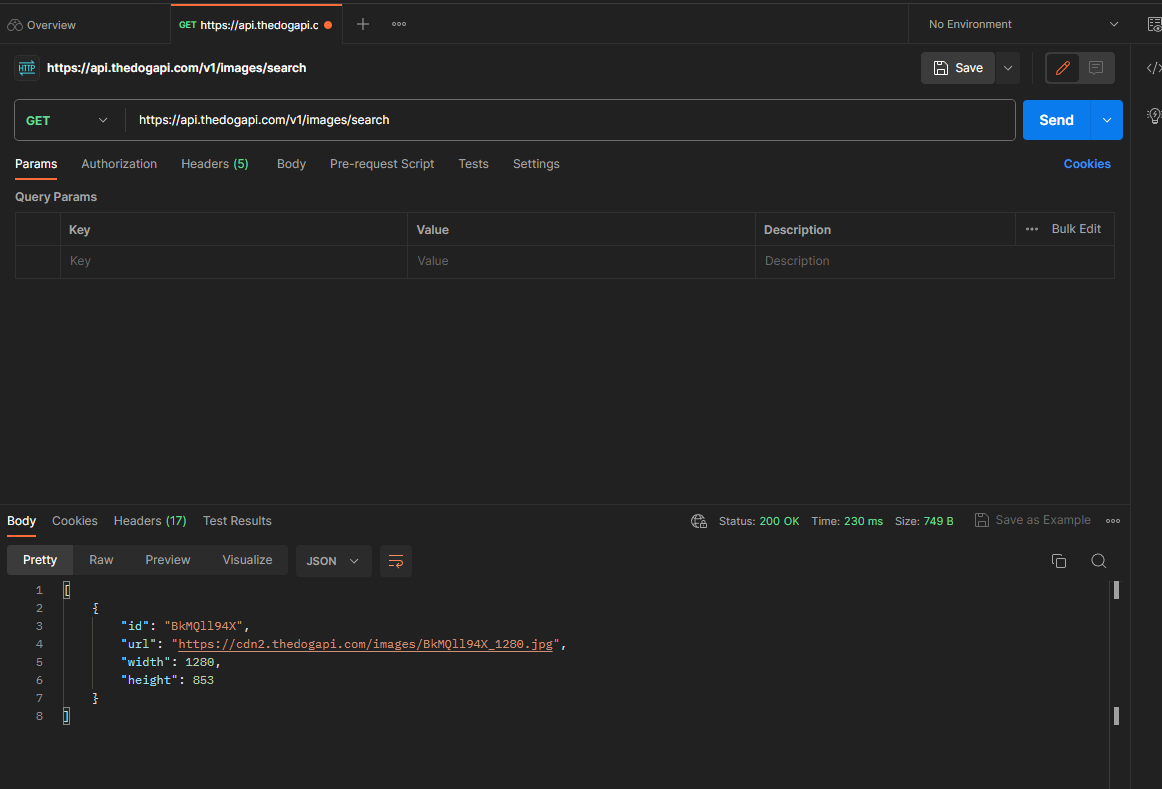 Overview
GET https://api.thedogapi.c
No Environment
HTTP https://api.thedogapi.com/v1/images/search
Save
GET https://api.thedogapi.com/v1/images/search
Send
Params Authorization Headers (5) Body Pre-request Script Tests Settings Cookies
Query Params
Key Value Description Bulk Edit
Key Value Description
Body Cookies Headers (17) Test Results Status: 200 OK Time: 230 ms Size: 749 B Save as Example
Pretty Raw Preview Visualize JSON
1 [
2 {
3 "id": "BkMQll94X",
4 "url": "https://cdn2.thedogapi.com/images/BkMQll94X_1280.jpg",
5 "width": 1280,
6 "height": 853
7 }
8 ]